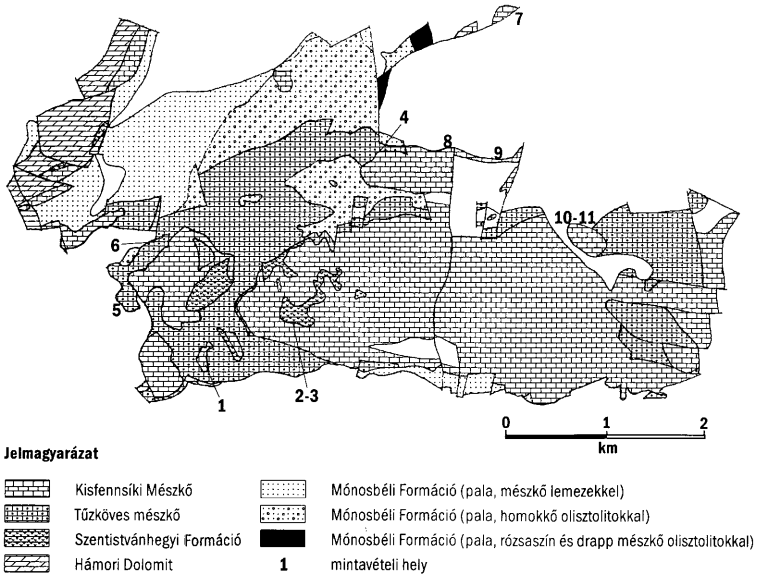 7
4
8
9
10-11
6
5
2-3
1
0 1 2
km
Jelmagyarázat
Kisfennsíki Mészkő
Tűzköves mészkő
Szentistvánhegyi Formáció
Hámori Dolomit
Mónosbéli Formáció (pala, mészkő lemezekkel)
Mónosbéli Formáció (pala, homokkő olisztolitokkal)
Mónosbéli Formáció (pala, rózsaszín és drapp mészkő olisztolitokkal)
1 mintavételi hely